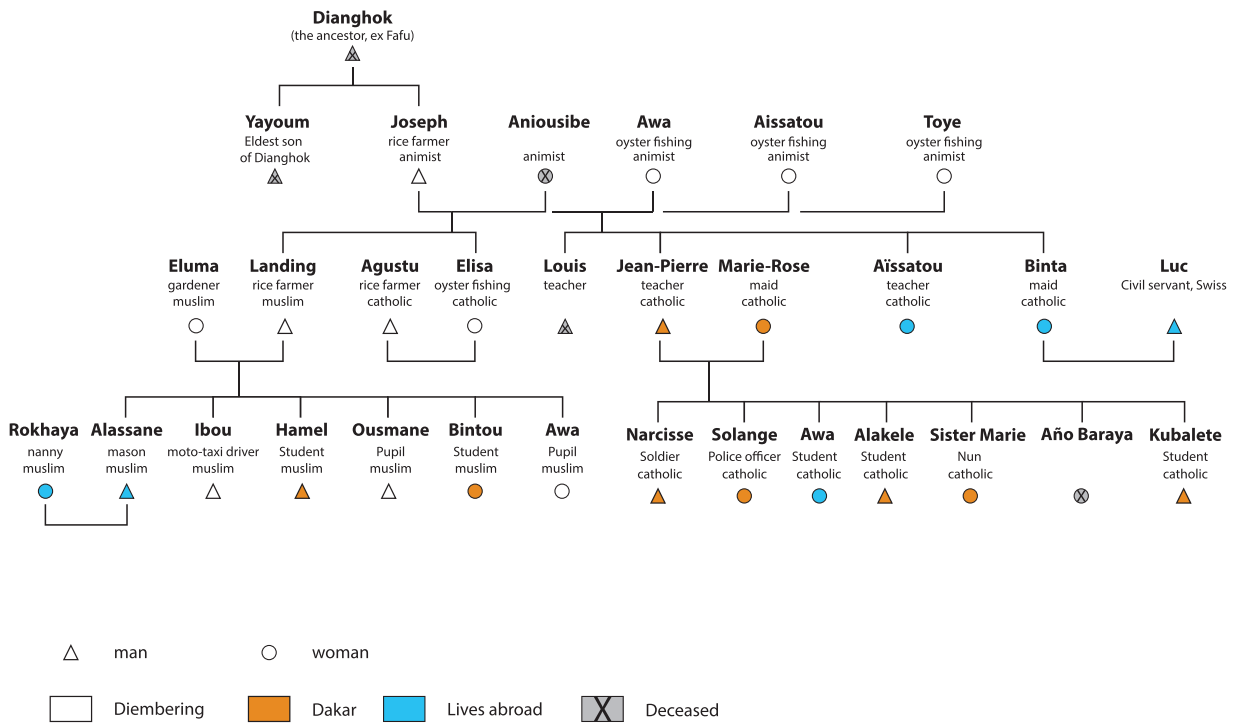 Dianghok
(the ancestor, ex Fafu)
Yayoum
Eldest son
of Dianghok
Joseph
rice farmer
animist
Aniousibe
animist
Awa
oyster fishing
animist
Aissatou
oyster fishing
animist
Toye
oyster fishing
animist
Eluma
gardener
muslim
Landing
rice farmer
muslim
Agustu
rice farmer
catholic
Elisa
oyster fishing
catholic
Louis
teacher
Jean-Pierre
teacher
catholic
Marie-Rose
maid
catholic
Aïssatou
teacher
catholic
Binta
maid
catholic
Luc
Civil servant, Swiss
Rokhaya
nanny
muslim
Alassane
mason
muslim
Ibou
moto-taxi driver
muslim
Hamel
Student
muslim
Ousmane
Pupil
muslim
Bintou
Student
muslim
Awa
Pupil
muslim
Narcisse
Soldier
catholic
Solange
Police officer
catholic
Awa
Student
catholic
Alakele
Student
catholic
Sister Marie
Nun
catholic
Año Baraya
Kubalete
Student
catholic
man
woman
Diembering
Dakar
Lives abroad
Deceased